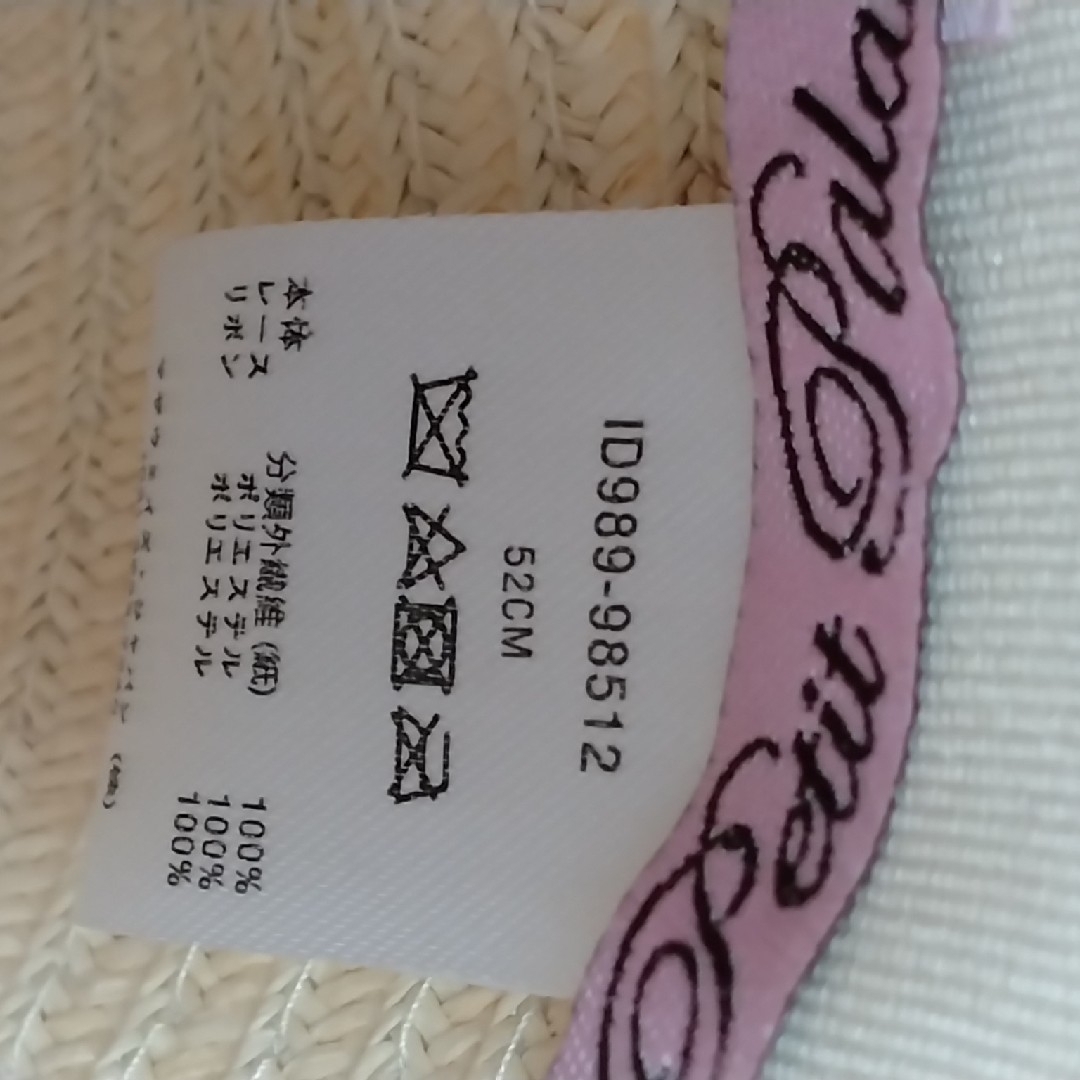 Petit
ID989-98512
52CM
本体 分類外繊維(紙) 100%
レース ポリエステル 100%
リボン ポリエステル 100%